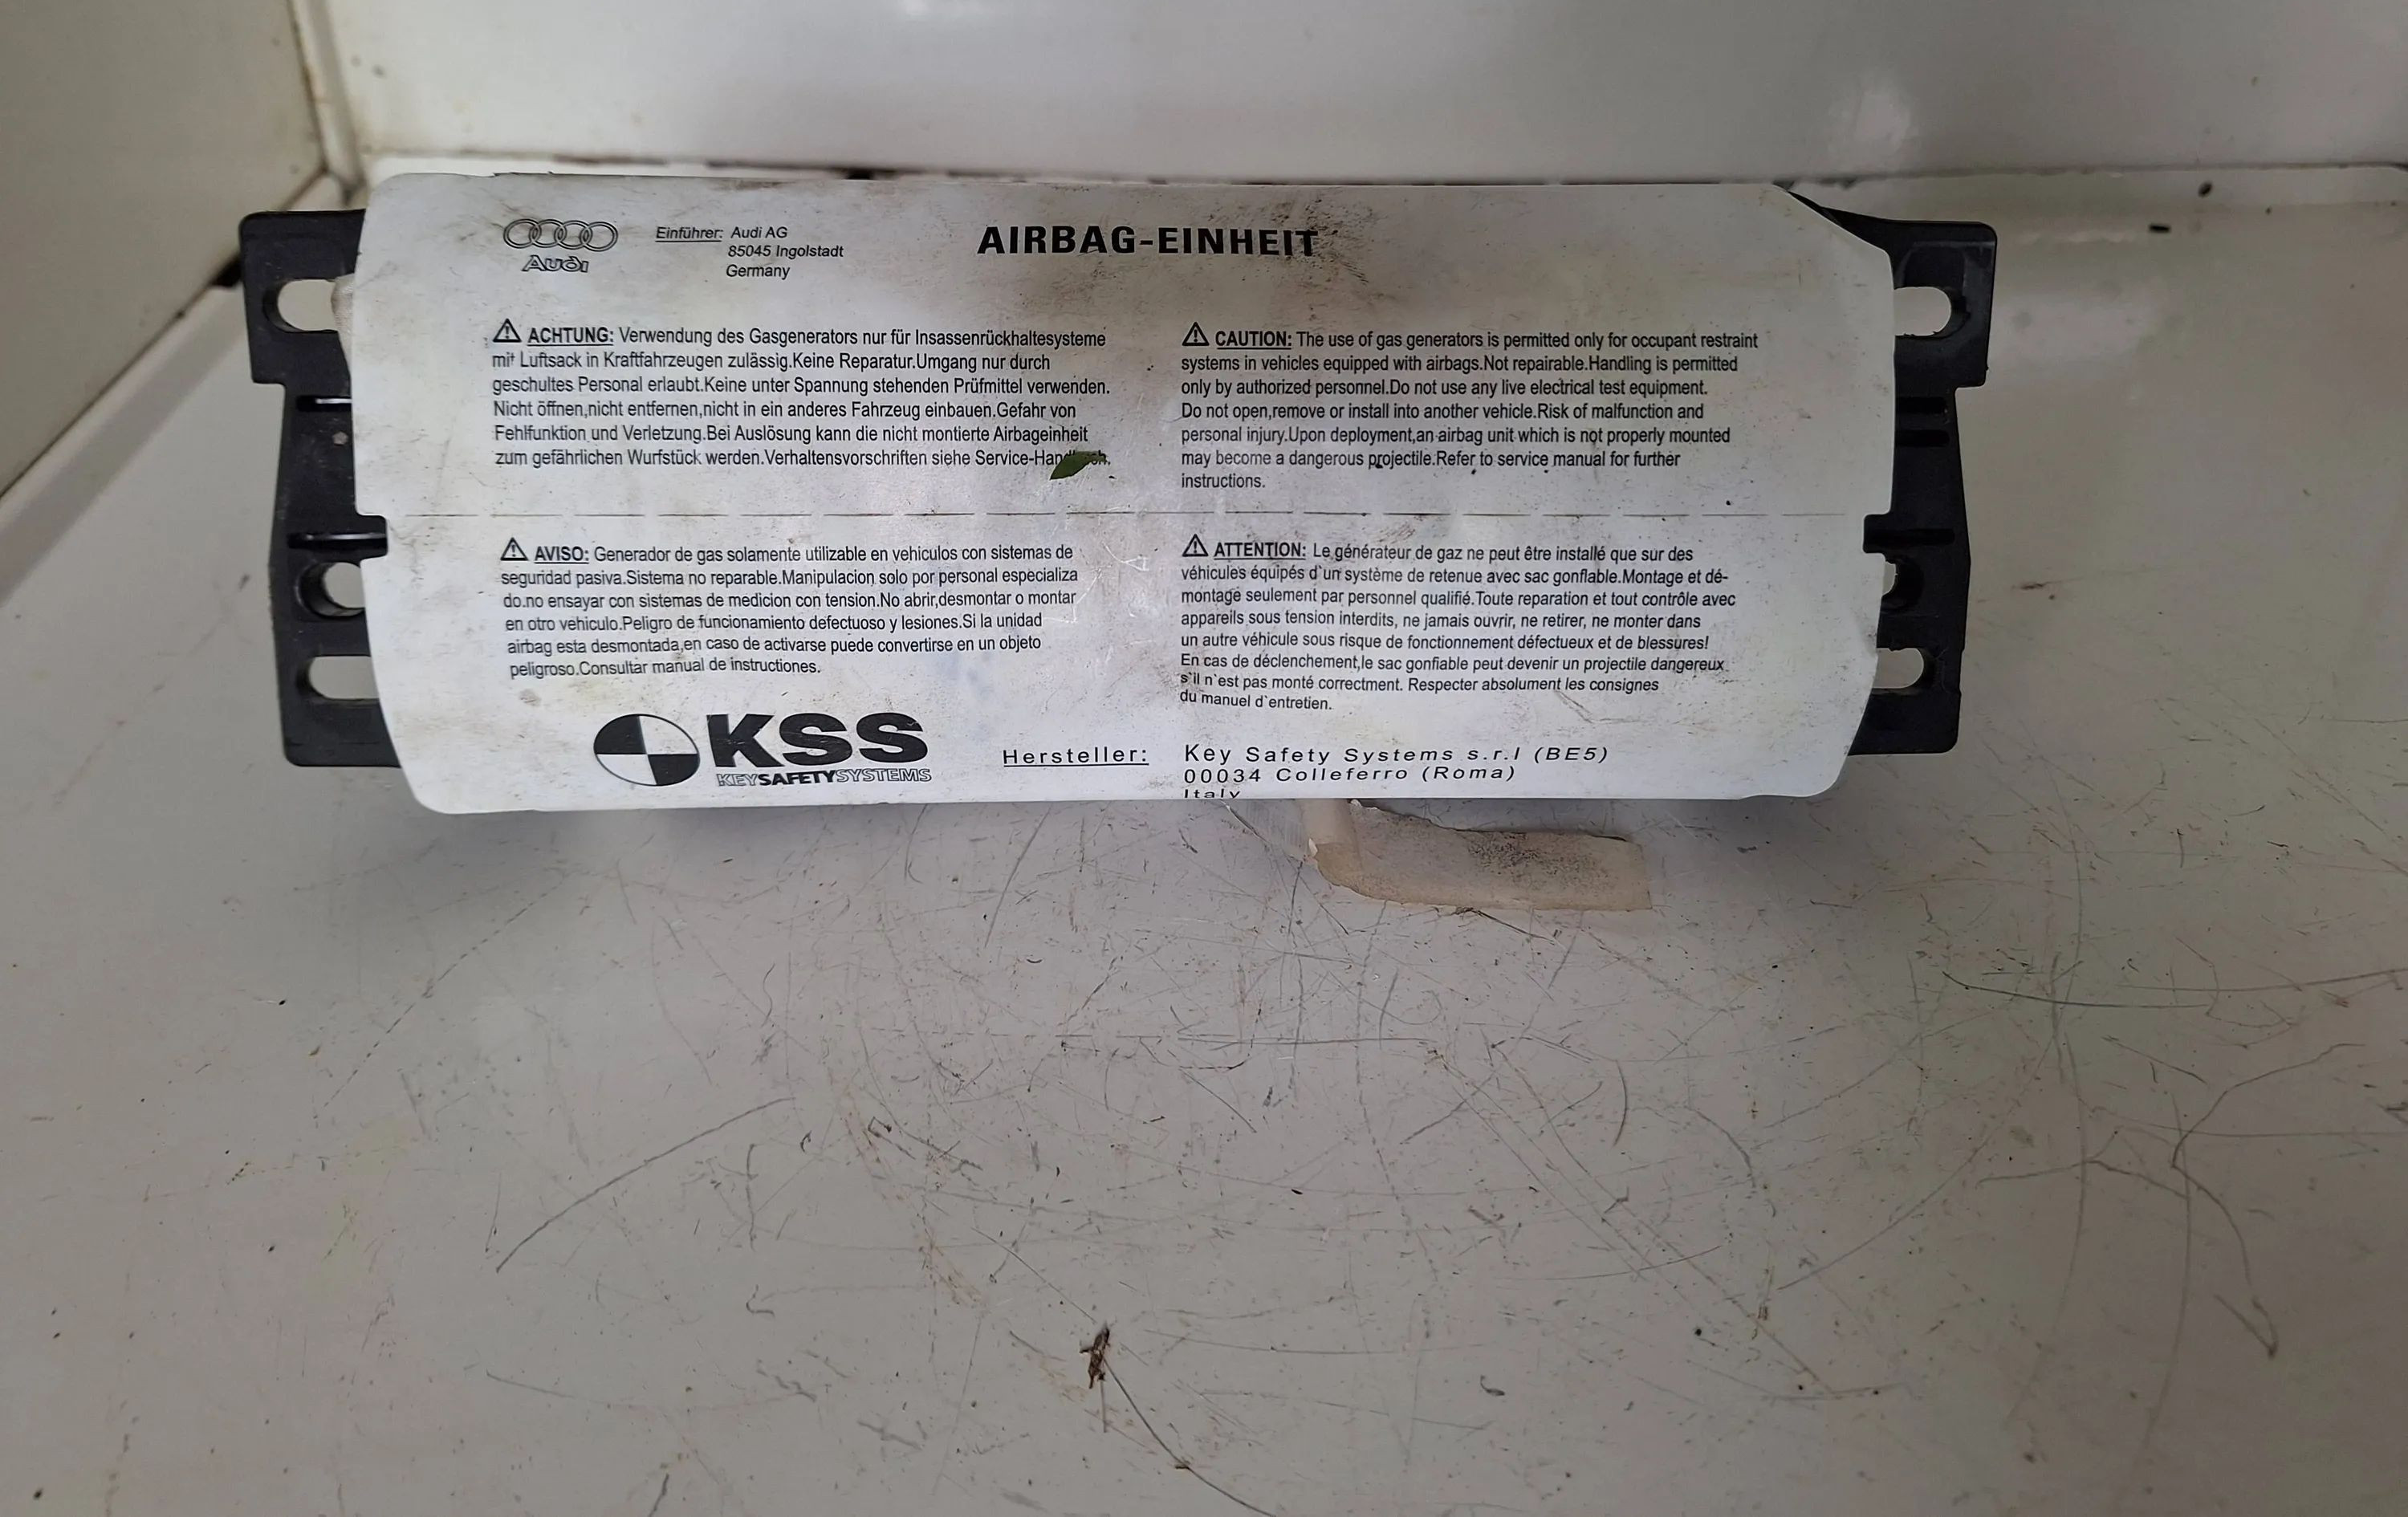 Audi
Einführer: Audi AG
85045 Ingolstadt
Germany
AIRBAG-EINHEIT
ACHTUNG: Verwendung des Gasgenerators nur für Insassenrückhaltesysteme
mit Luftsack in Kraftfahrzeugen zulässig.Keine Reparatur.Umgang nur durch
geschultes Personal erlaubt.Keine unter Spannung stehenden Prüfmittel verwenden.
Nicht öffnen,nicht entfernen,nicht in ein anderes Fahrzeug einbauen.Gefahr von
Fehlfunktion und Verletzung.Bei Auslösung kann die nicht montierte Airbageinheit
zum gefährlichen Wurfstück werden.Verhaltensvorschriften siehe
CAUTION: The use of gas generators is permitted only for occupant restraint
systems in vehicles equipped with airbags.Not repairable.Handling is permitted
only by authorized personnel.Do not use any live electrical test equipment.
Do not open,remove or install into another vehicle.Risk of malfunction and
personal injury.Upon deployment,an airbag unit which is not properly mounted
may become a dangerous projectile.Refer to service manual for further
instructions.
AVISO: Generador de gas solamente utilizable en vehiculos con sistemas de
seguridad pasiva.Sistema no reparable.Manipulacion solo por personal especializa
do.no ensayar con sistemas de medicion con tension.No abrir,desmontar o montar
en otro vehiculo.Peligro de funcionamiento defectuoso y lesiones.Si la unidad
airbag esta desmontada,en caso de activarse puede convertirse en un objeto
peligroso.Consultar manual de instructiones.
ATTENTION: Le générateur de gaz ne peut être installé que sur des
véhicules équipés d`un système de retenue avec sac gonflable.Montage et dé-
montage seulement par personnel qualifié.Toute reparation et tout contrôle avec
appareils sous tension interdits, ne jamais ouvrir, ne retirer, ne monter dans
un autre véhicule sous risque de fonctionnement défectueux et de blessures!
En cas de déclenchement,le sac gonfiable peut devenir un projectile dangereux
s`il n`est pas monté correctment. Respecter absolument les consignes
du manuel d`entretien.
KSS
KEYSAFETYSYSTEMS
Hersteller: Key Safety Systems s.r.l (BE5)
00034 Colleferro (Roma)
Italy